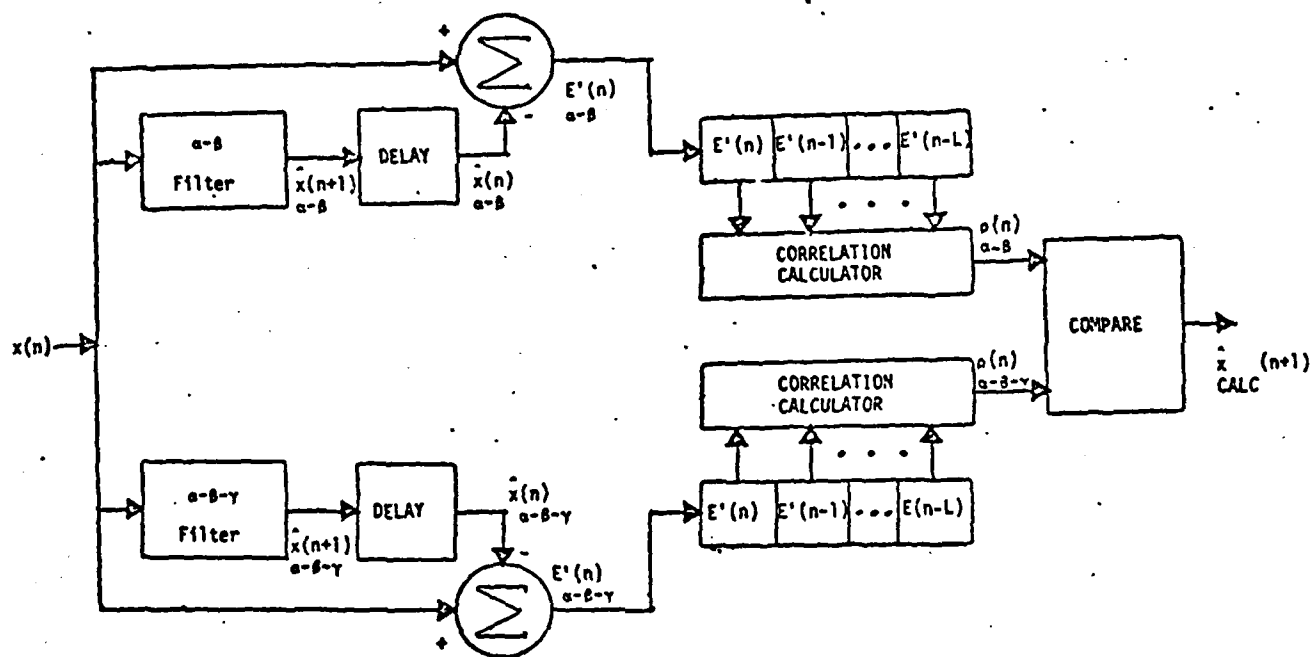 +
Σ
E'(n)
α-β
-
α-β
Filter
x̂(n+1)
α-β
DELAY
x̂(n)
α-β
E'(n) E'(n-1) ... E'(n-L)
. . .
CORRELATION
CALCULATOR
ρ(n)
α-β
x(n)
COMPARE
x̂ (n+1)
CALC
CORRELATION
CALCULATOR
ρ(n)
α-β-γ
. . .
E'(n) E'(n-1) ... E(n-L)
α-β-γ
Filter
x̂(n+1)
α-β-γ
DELAY
x̂(n)
α-β-γ
-
Σ
E'(n)
α-β-γ
+